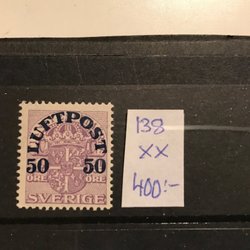 LUFTPOST
50 50
ÖRE ÖRE
SVERIGE
138
XX
400:-